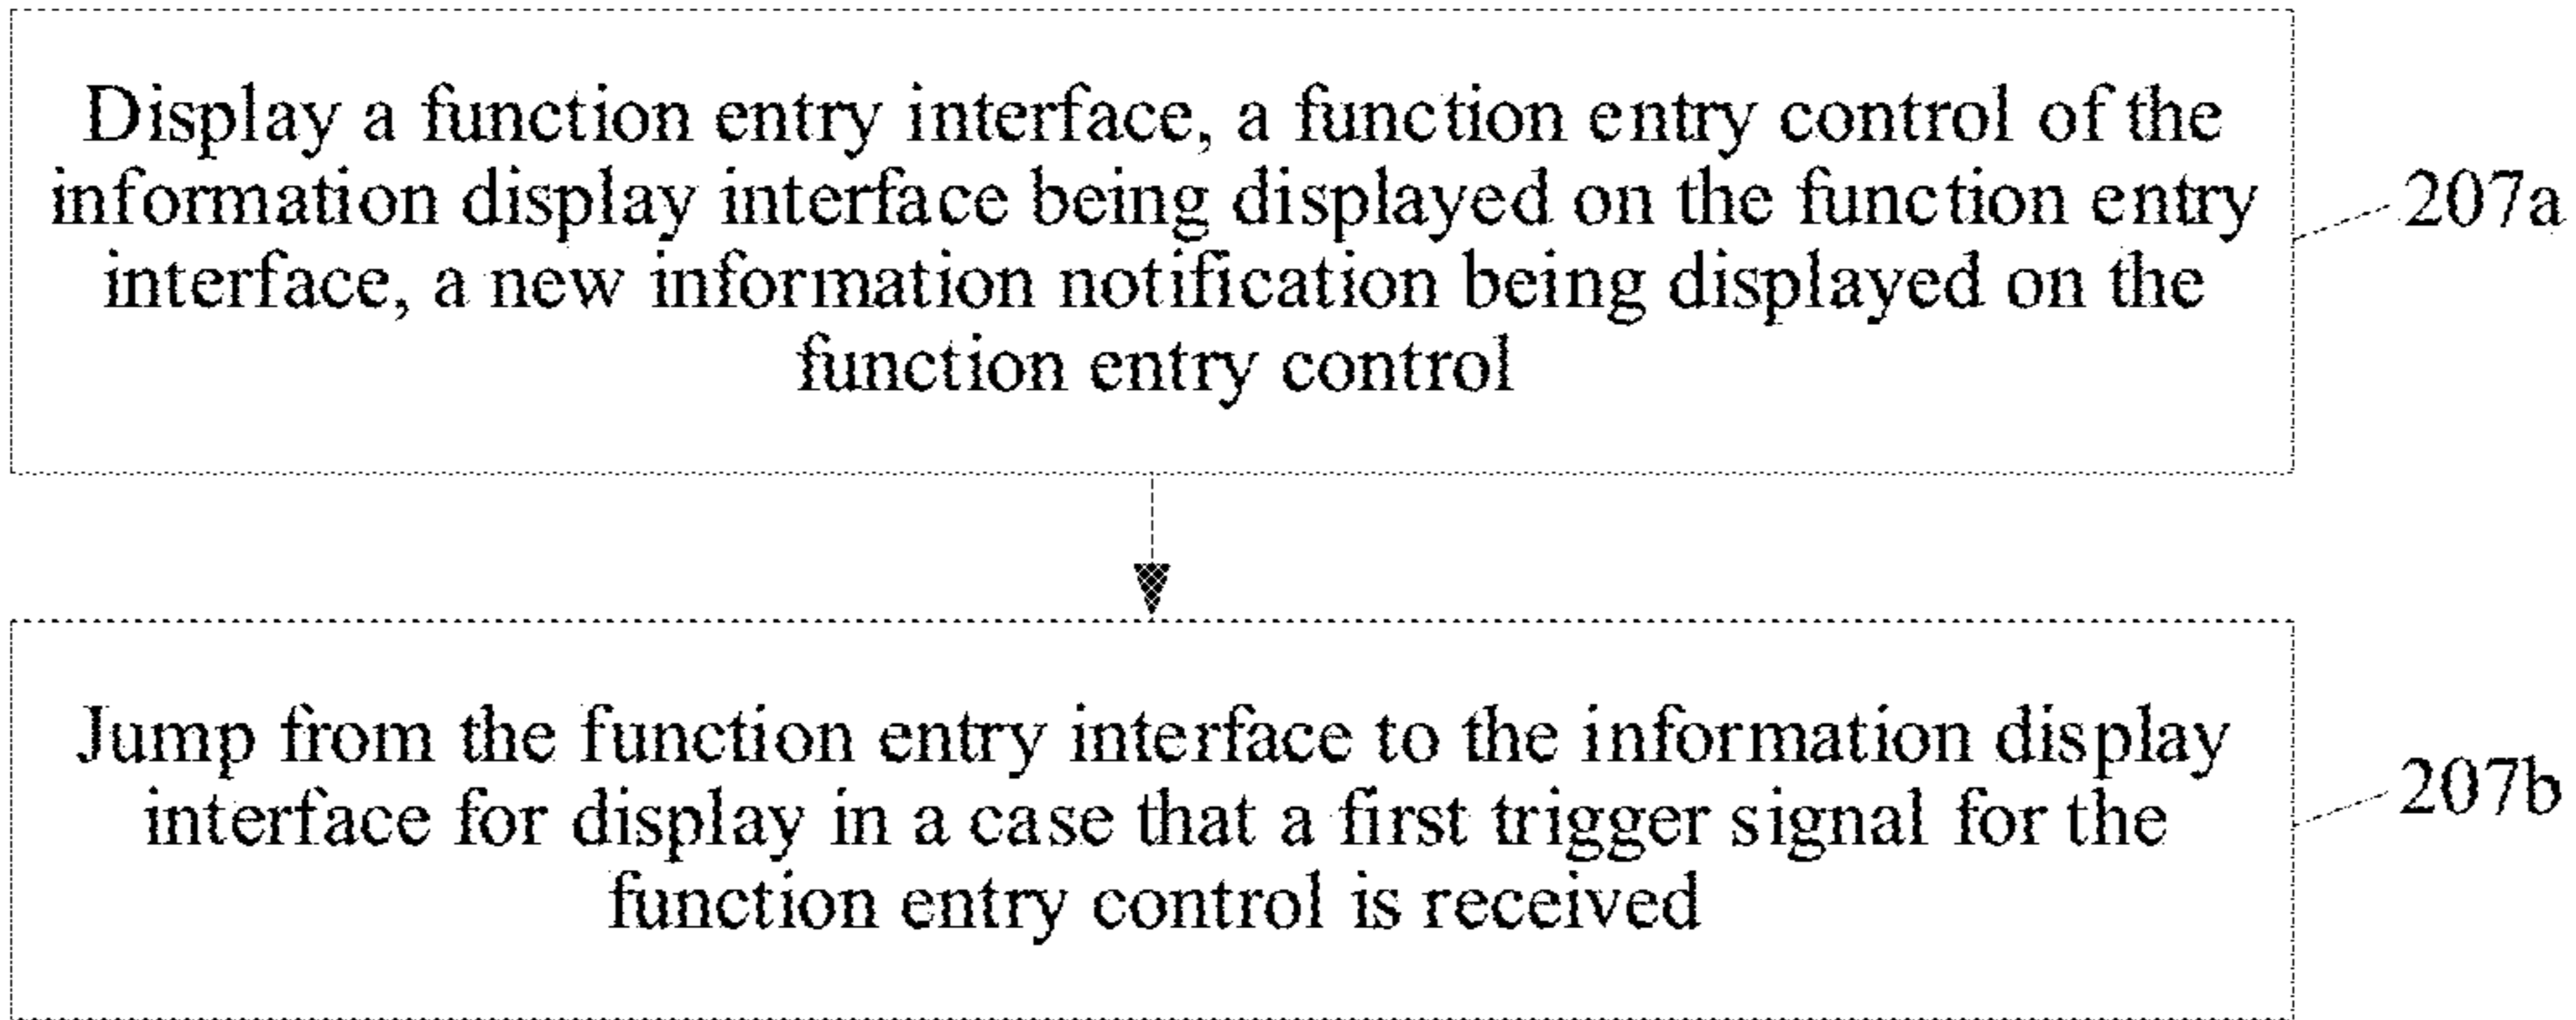 Display a function entry interface, a function entry control of the
information display interface being displayed on the function entry
interface, a new information notification being displayed on the
function entry control
207a
Jump from the function entry interface to the information display
interface for display in a case that a first trigger signal for the
function entry control is received
207b